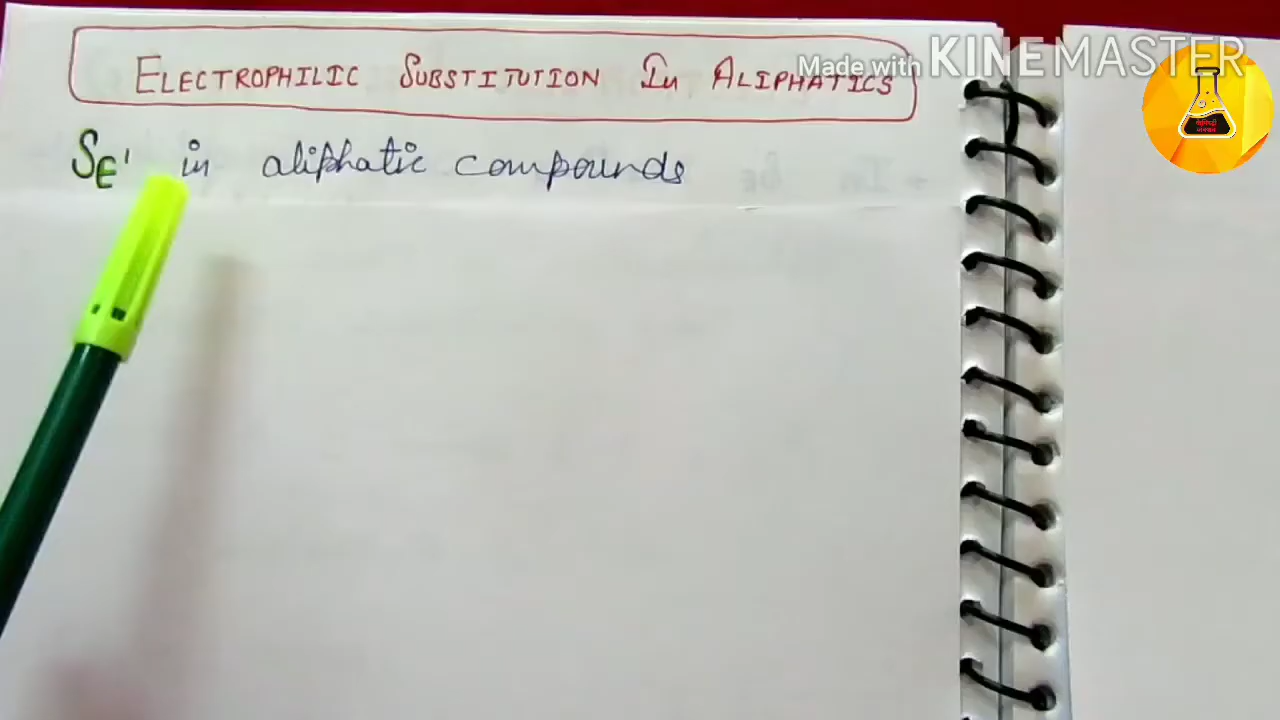 Made with KINEMASTER
ELECTROPHILIC SUBSTITUTION In ALIPHATICS
SE' in aliphatic compounds